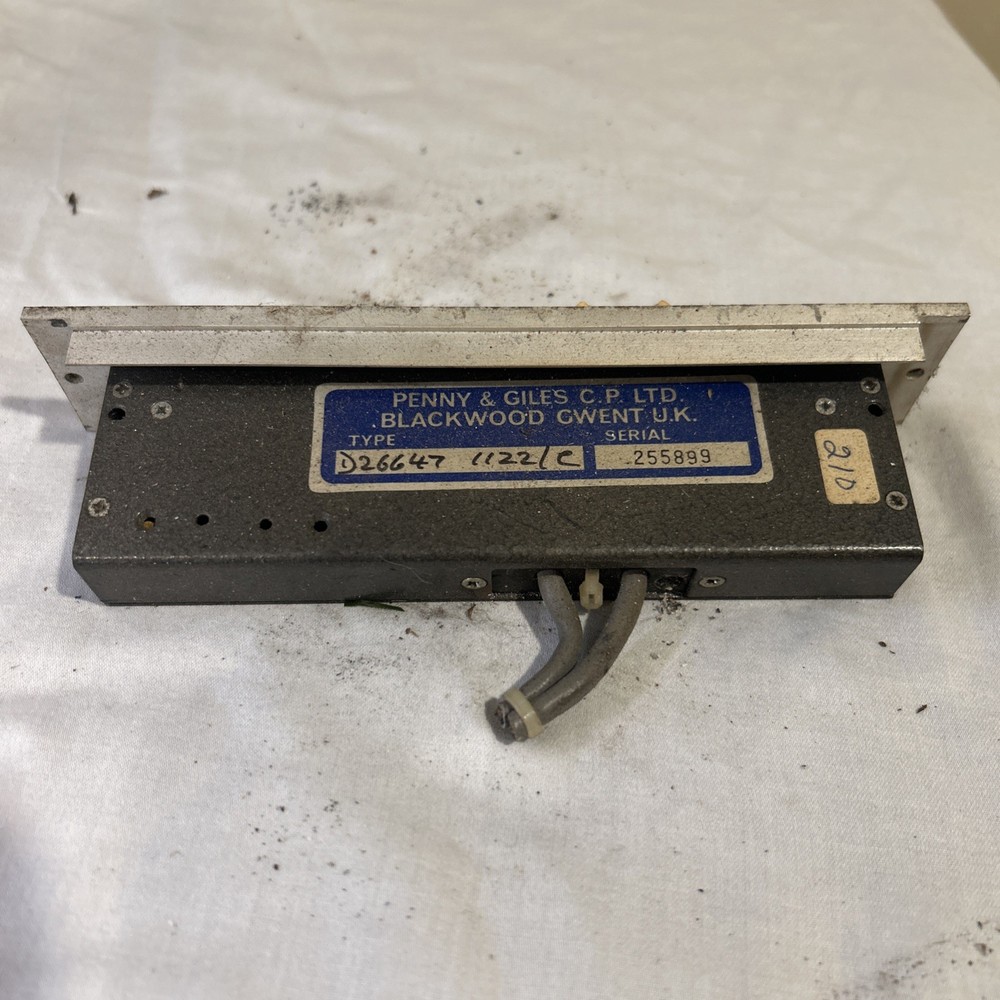 PENNY & GILES C.P. LTD.
BLACKWOOD GWENT U.K.
TYPE SERIAL
D26647 1122/C 255899
210